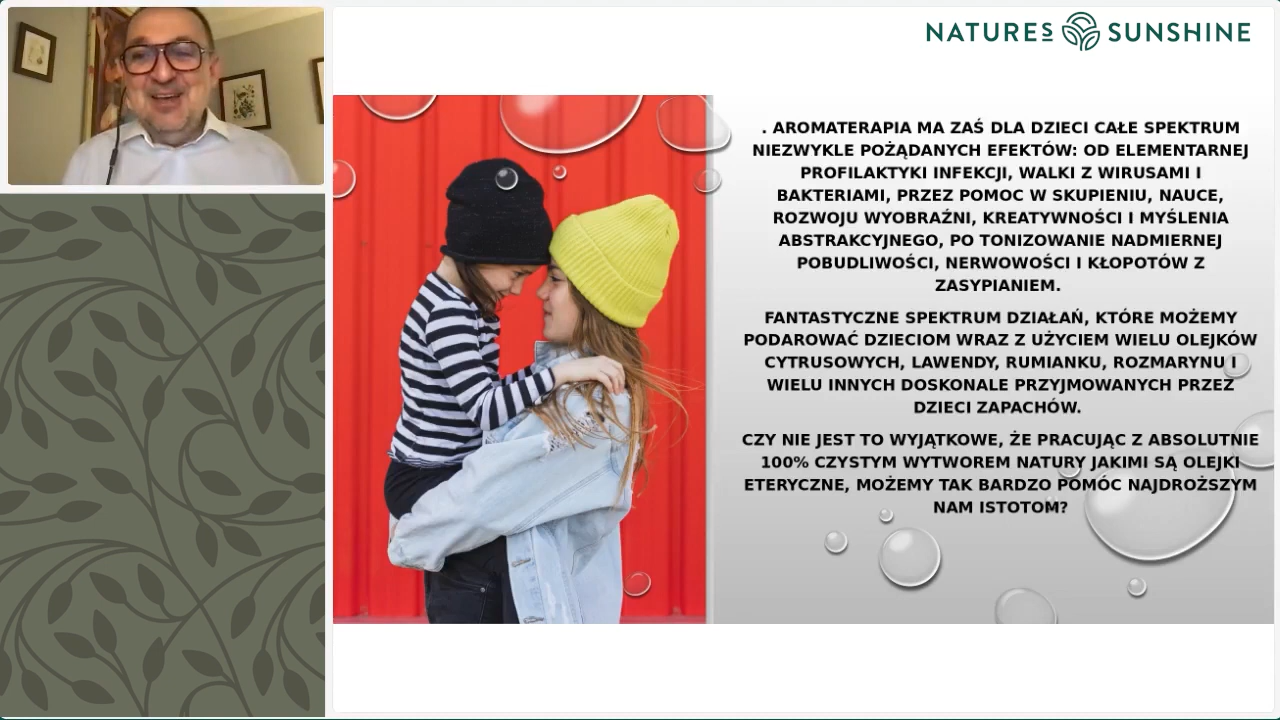 NATURES SUNSHINE
. AROMATERAPIA MA ZAŚ DLA DZIECI CAŁE SPEKTRUM
NIEZWYKLE POŻĄDANYCH EFEKTÓW: OD ELEMENTARNEJ
PROFILAKTYKI INFEKCJI, WALKI Z WIRUSAMI I
BAKTERIAMI, PRZEZ POMOC W SKUPIENIU, NAUCE,
ROZWOJU WYOBRAŹNI, KREATYWNOŚCI I MYŚLENIA
ABSTRAKCYJNEGO, PO TONIZOWANIE NADMIERNEJ
POBUDLIWOŚCI, NERWOWOŚCI I KŁOPOTÓW Z
ZASYPIANIEM.
FANTASTYCZNE SPEKTRUM DZIAŁAŃ, KTÓRE MOŻEMY
PODAROWAĆ DZIECIOM WRAZ Z UŻYCIEM WIELU OLEJKÓW
CYTRUSOWYCH, LAWENDY, RUMIANKU, ROZMARYNU I
WIELU INNYCH DOSKONALE PRZYJMOWANYCH PRZEZ
DZIECI ZAPACHÓW.
CZY NIE JEST TO WYJĄTKOWE, ŻE PRACUJĄC Z ABSOLUTNIE
100% CZYSTYM WYTWOREM NATURY JAKIMI SĄ OLEJKI
ETERYCZNE, MOŻEMY TAK BARDZO POMÓC NAJDROŻSZYM
NAM ISTOTOM?